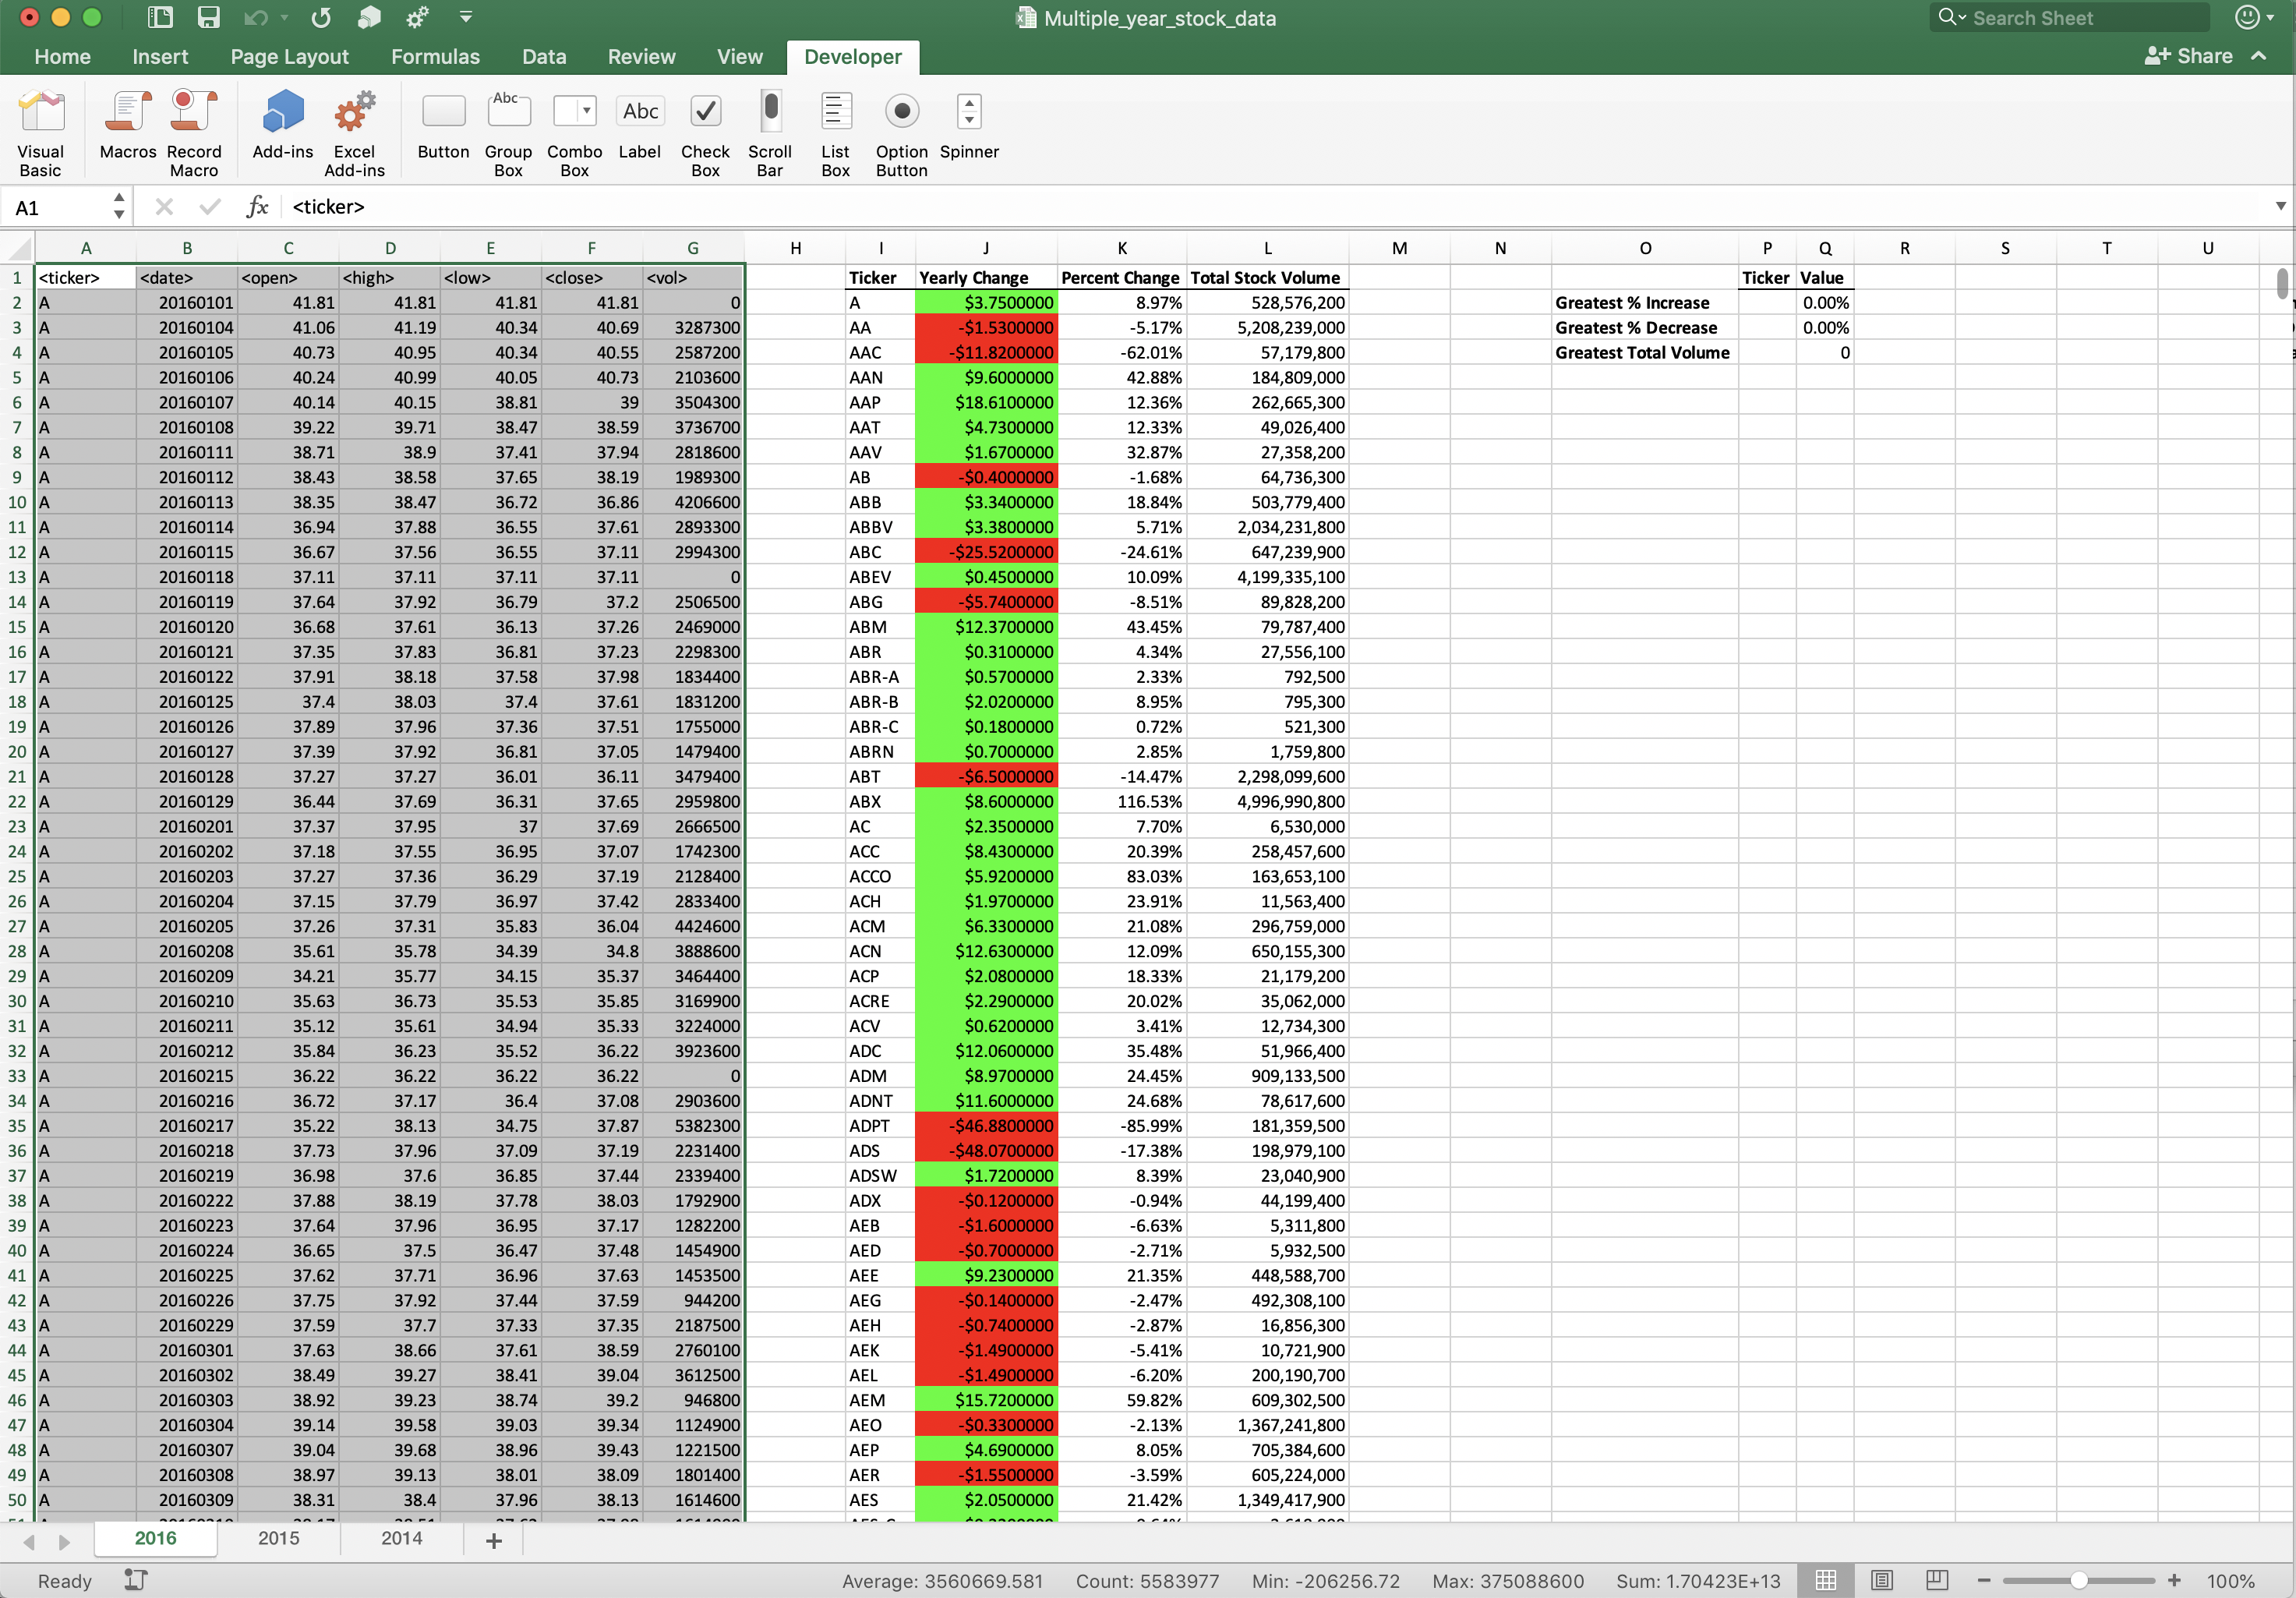 Multiple_year_stock_data
Search Sheet
Home Insert Page Layout Formulas Data Review View Developer Share
Visual Basic Macros Record Macro Add-ins Excel Add-ins Button Group Box Combo Box Label Check Box Scroll Bar List Box Option Button Spinner
A1 fx <ticker>
A B C D E F G H I J K L M N O P Q R S T U
1 <ticker> <date> <open> <high> <low> <close> <vol> Ticker Yearly Change Percent Change Total Stock Volume Ticker Value
2 A 20160101 41.81 41.81 41.81 41.81 0 A $3.7500000 8.97% 528,576,200 Greatest % Increase 0.00%
3 A 20160104 41.06 41.19 40.34 40.69 3287300 AA -$1.5300000 -5.17% 5,208,239,000 Greatest % Decrease 0.00%
4 A 20160105 40.73 40.95 40.34 40.55 2587200 AAC -$11.8200000 -62.01% 57,179,800 Greatest Total Volume 0
5 A 20160106 40.24 40.99 40.05 40.73 2103600 AAN $9.6000000 42.88% 184,809,000
6 A 20160107 40.14 40.15 38.81 39 3504300 AAP $18.6100000 12.36% 262,665,300
7 A 20160108 39.22 39.71 38.47 38.59 3736700 AAT $4.7300000 12.33% 49,026,400
8 A 20160111 38.71 38.9 37.41 37.94 2818600 AAV $1.6700000 32.87% 27,358,200
9 A 20160112 38.43 38.58 37.65 38.19 1989300 AB -$0.4000000 -1.68% 64,736,300
10 A 20160113 38.35 38.47 36.72 36.86 4206600 ABB $3.3400000 18.84% 503,779,400
11 A 20160114 36.94 37.88 36.55 37.61 2893300 ABBV $3.3800000 5.71% 2,034,231,800
12 A 20160115 36.67 37.56 36.55 37.11 2994300 ABC -$25.5200000 -24.61% 647,239,900
13 A 20160118 37.11 37.11 37.11 37.11 0 ABEV $0.4500000 10.09% 4,199,335,100
14 A 20160119 37.64 37.92 36.79 37.2 2506500 ABG -$5.7400000 -8.51% 89,828,200
15 A 20160120 36.68 37.61 36.13 37.26 2469000 ABM $12.3700000 43.45% 79,787,400
16 A 20160121 37.35 37.83 36.81 37.23 2298300 ABR $0.3100000 4.34% 27,556,100
17 A 20160122 37.91 38.18 37.58 37.98 1834400 ABR-A $0.5700000 2.33% 792,500
18 A 20160125 37.4 38.03 37.4 37.61 1831200 ABR-B $2.0200000 8.95% 795,300
19 A 20160126 37.89 37.96 37.36 37.51 1755000 ABR-C $0.1800000 0.72% 521,300
20 A 20160127 37.39 37.92 36.81 37.05 1479400 ABRN $0.7000000 2.85% 1,759,800
21 A 20160128 37.27 37.27 36.01 36.11 3479400 ABT -$6.5000000 -14.47% 2,298,099,600
22 A 20160129 36.44 37.69 36.31 37.65 2959800 ABX $8.6000000 116.53% 4,996,990,800
23 A 20160201 37.37 37.95 37 37.69 2666500 AC $2.3500000 7.70% 6,530,000
24 A 20160202 37.18 37.55 36.95 37.07 1742300 ACC $8.4300000 20.39% 258,457,600
25 A 20160203 37.27 37.36 36.29 37.19 2128400 ACCO $5.9200000 83.03% 163,653,100
26 A 20160204 37.15 37.79 36.97 37.42 2833400 ACH $1.9700000 23.91% 11,563,400
27 A 20160205 37.26 37.31 35.83 36.04 4424600 ACM $6.3300000 21.08% 296,759,000
28 A 20160208 35.61 35.78 34.39 34.8 3888600 ACN $12.6300000 12.09% 650,155,300
29 A 20160209 34.21 35.77 34.15 35.37 3464400 ACP $2.0800000 18.33% 21,179,200
30 A 20160210 35.63 36.73 35.53 35.85 3169900 ACRE $2.2900000 20.02% 35,062,000
31 A 20160211 35.12 35.61 34.94 35.33 3224000 ACV $0.6200000 3.41% 12,734,300
32 A 20160212 35.84 36.23 35.52 36.22 3923600 ADC $12.0600000 35.48% 51,966,400
33 A 20160215 36.22 36.22 36.22 36.22 0 ADM $8.9700000 24.45% 909,133,500
34 A 20160216 36.72 37.17 36.4 37.08 2903600 ADNT $11.6000000 24.68% 78,617,600
35 A 20160217 35.22 38.13 34.75 37.87 5382300 ADPT -$46.8800000 -85.99% 181,359,500
36 A 20160218 37.73 37.96 37.09 37.19 2231400 ADS -$48.0700000 -17.38% 198,979,100
37 A 20160219 36.98 37.6 36.85 37.44 2339400 ADSW $1.7200000 8.39% 23,040,900
38 A 20160222 37.88 38.19 37.78 38.03 1792900 ADX -$0.1200000 -0.94% 44,199,400
39 A 20160223 37.64 37.96 36.95 37.17 1282200 AEB -$1.6000000 -6.63% 5,311,800
40 A 20160224 36.65 37.5 36.47 37.48 1454900 AED -$0.7000000 -2.71% 5,932,500
41 A 20160225 37.62 37.71 36.96 37.63 1453500 AEE $9.2300000 21.35% 448,588,700
42 A 20160226 37.75 37.92 37.44 37.59 944200 AEG -$0.1400000 -2.47% 492,308,100
43 A 20160229 37.59 37.7 37.33 37.35 2187500 AEH -$0.7400000 -2.87% 16,856,300
44 A 20160301 37.63 38.66 37.61 38.59 2760100 AEK -$1.4900000 -5.41% 10,721,900
45 A 20160302 38.49 39.27 38.41 39.04 3612500 AEL -$1.4900000 -6.20% 200,190,700
46 A 20160303 38.92 39.23 38.74 39.2 946800 AEM $15.7200000 59.82% 609,302,500
47 A 20160304 39.14 39.58 39.03 39.34 1124900 AEO -$0.3300000 -2.13% 1,367,241,800
48 A 20160307 39.04 39.68 38.96 39.43 1221500 AEP $4.6900000 8.05% 705,384,600
49 A 20160308 38.97 39.13 38.01 38.09 1801400 AER -$1.5500000 -3.59% 605,224,000
50 A 20160309 38.31 38.4 37.96 38.13 1614600 AES $2.0500000 21.42% 1,349,417,900
2016 2015 2014 +
Ready Average: 3560669.581 Count: 5583977 Min: -206256.72 Max: 375088600 Sum: 1.70423E+13 100%